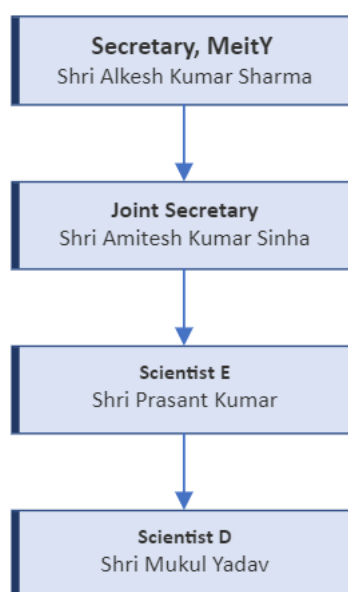 Secretary, MeitY
Shri Alkesh Kumar Sharma
Joint Secretary
Shri Amitesh Kumar Sinha
Scientist E
Shri Prasant Kumar
Scientist D
Shri Mukul Yadav